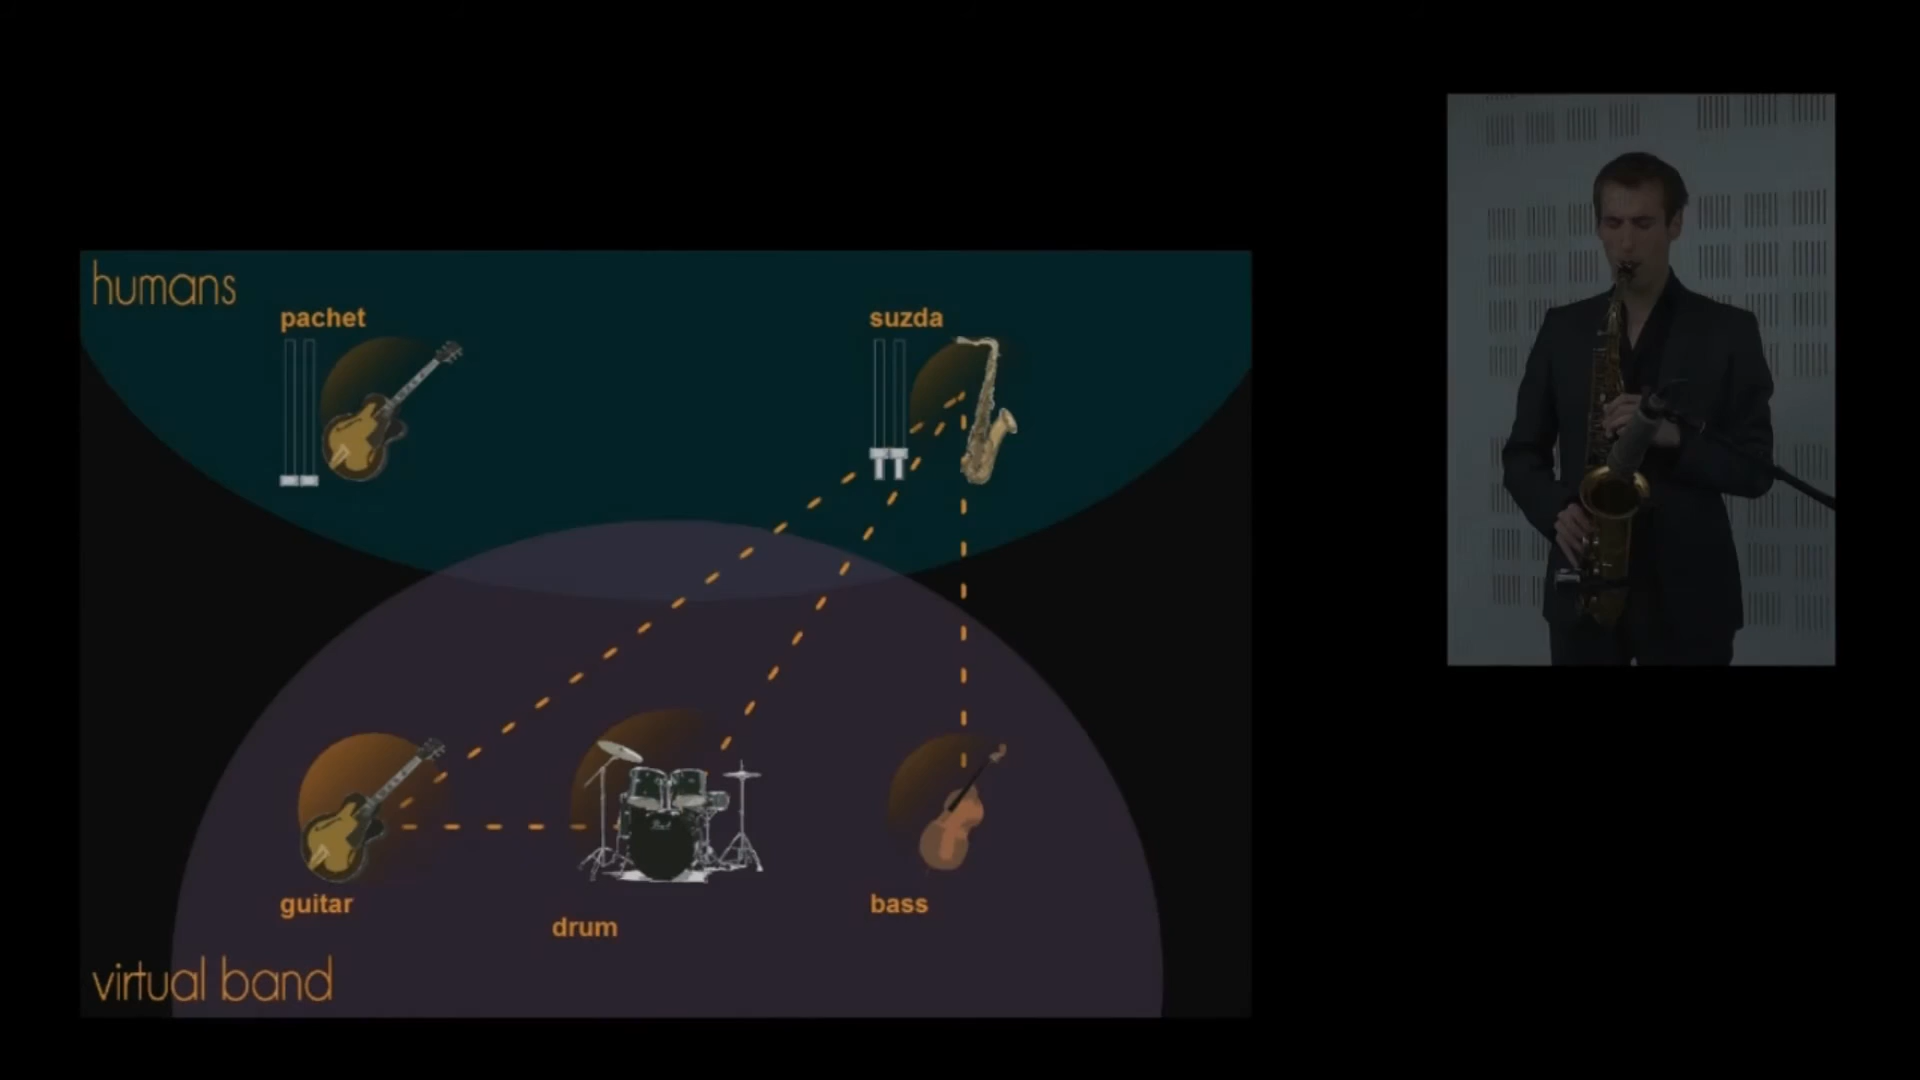 humans
pachet
suzda
guitar
drum
bass
virtual band